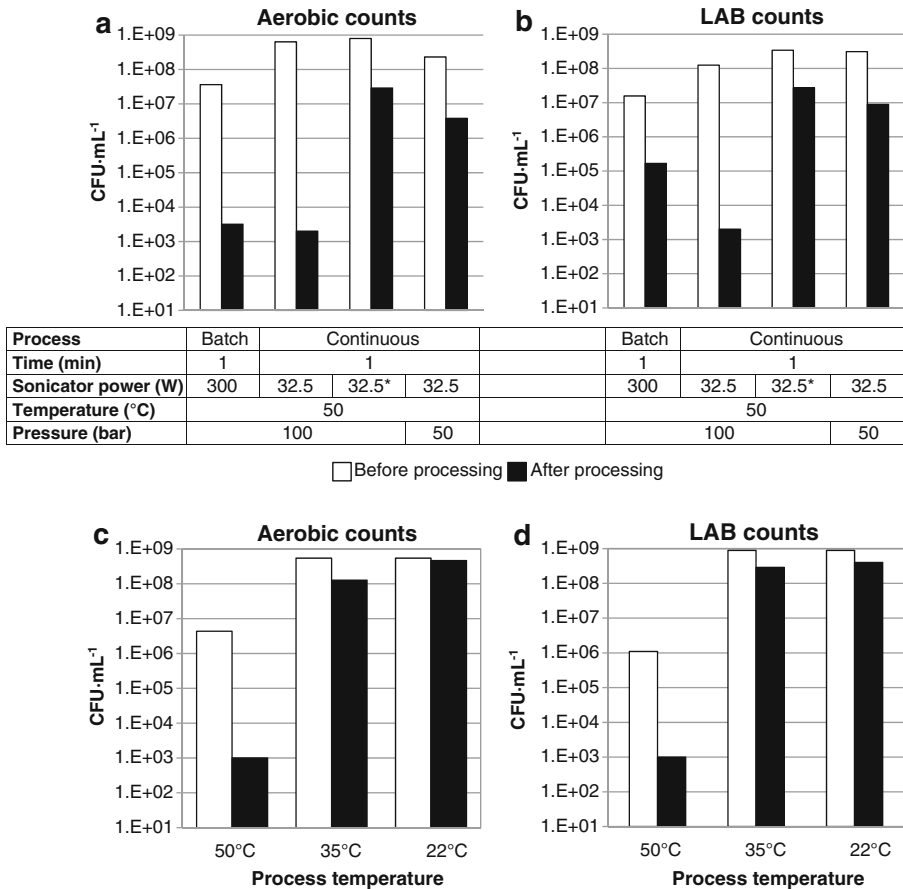 a Aerobic counts
1.E+09
1.E+08
1.E+07
1.E+06
1.E+05
1.E+04
1.E+03
1.E+02
1.E+01
CFU·mL-1
b LAB counts
1.E+09
1.E+08
1.E+07
1.E+06
1.E+05
1.E+04
1.E+03
1.E+02
1.E+01
CFU·mL-1
Process Batch Continuous Batch Continuous
Time (min) 1 1 1 1
Sonicator power (W) 300 32.5 32.5* 32.5 300 32.5 32.5* 32.5
Temperature (°C) 50 50
Pressure (bar) 100 50 100 50
Before processing After processing
c Aerobic counts
1.E+09
1.E+08
1.E+07
1.E+06
1.E+05
1.E+04
1.E+03
1.E+02
1.E+01
CFU·mL-1
50°C 35°C 22°C
Process temperature
d LAB counts
1.E+09
1.E+08
1.E+07
1.E+06
1.E+05
1.E+04
1.E+03
1.E+02
1.E+01
CFU·mL-1
50°C 35°C 22°C
Process temperature